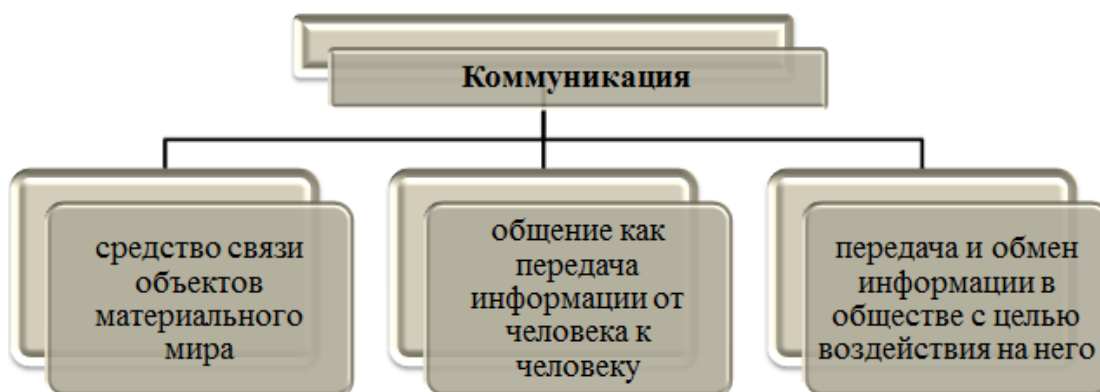 Коммуникация
средство связи
объектов
материального
мира
общение как
передача
информации от
человека к
человеку
передача и обмен
информации в
обществе с целью
воздействия на него